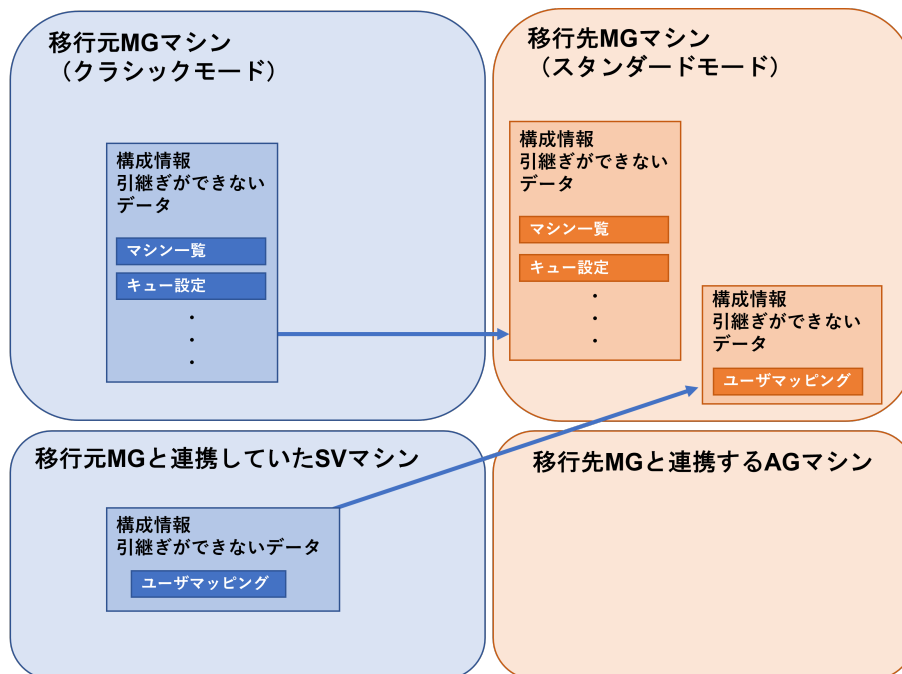 移行元MGマシン
（クラシックモード）
構成情報
引継ぎができない
データ
マシン一覧
キュー設定
・
・
・
移行先MGマシン
（スタンダードモード）
構成情報
引継ぎができない
データ
マシン一覧
キュー設定
・
・
・
構成情報
引継ぎができない
データ
ユーザマッピング
移行元MGと連携していたSVマシン
構成情報
引継ぎができないデータ
ユーザマッピング
移行先MGと連携するAGマシン